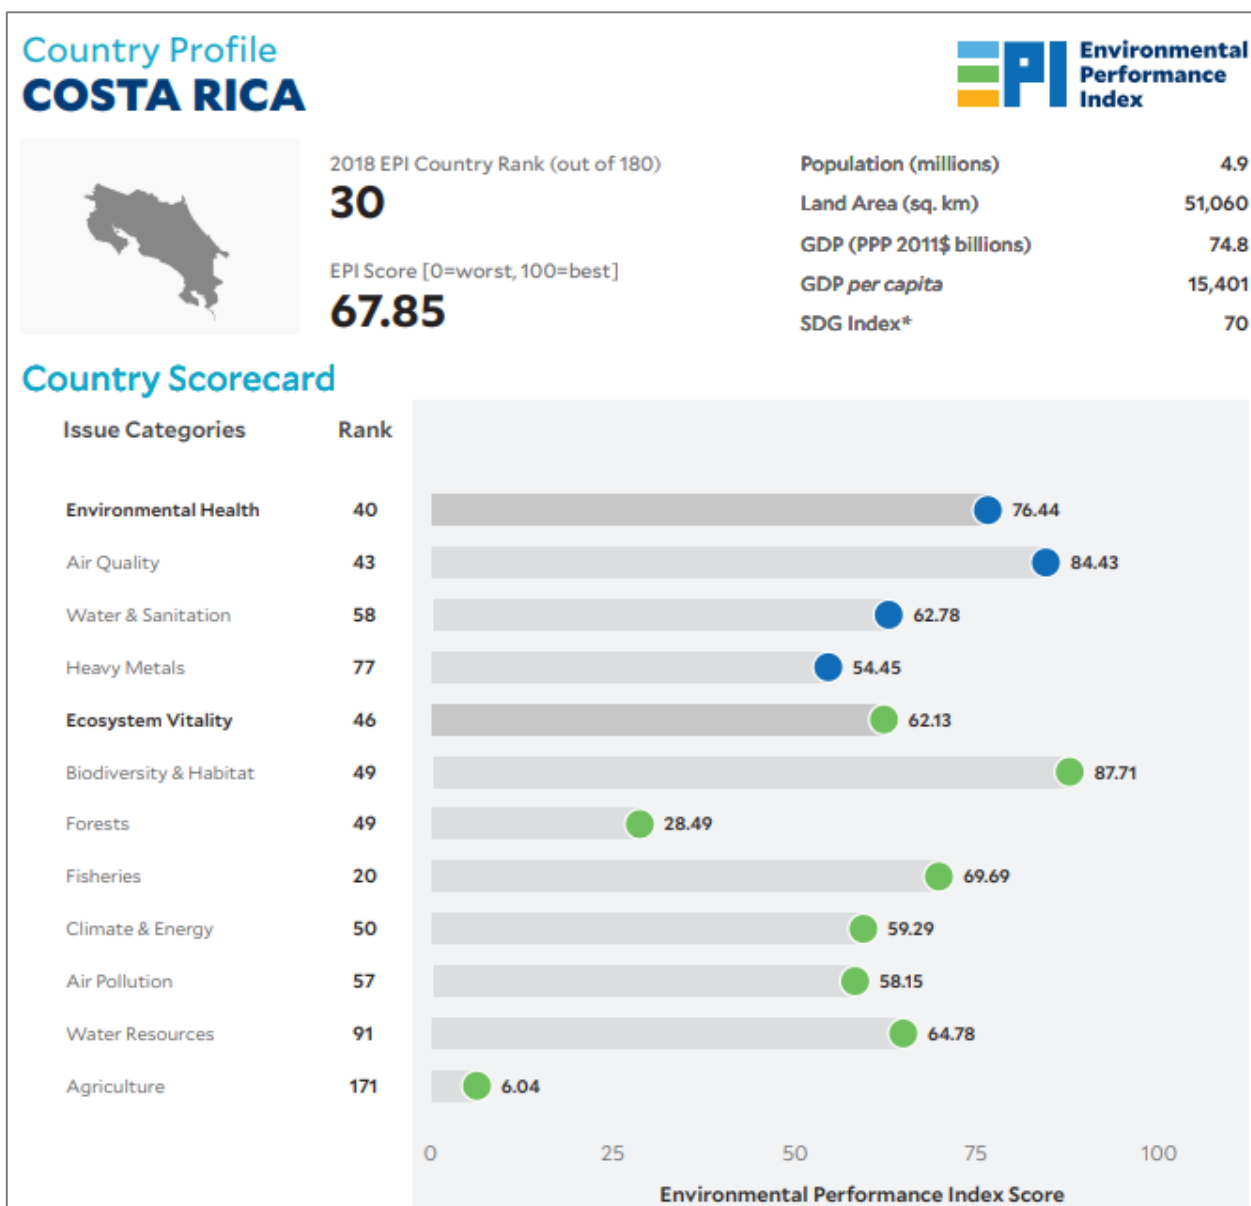 Country Profile
COSTA RICA
EPI Environmental
Performance
Index
2018 EPI Country Rank (out of 180)
30
EPI Score [0=worst, 100=best]
67.85
Population (millions) 4.9
Land Area (sq. km) 51,060
GDP (PPP 2011$ billions) 74.8
GDP per capita 15,401
SDG Index* 70
Country Scorecard
Issue Categories Rank
Environmental Health 40 76.44
Air Quality 43 84.43
Water & Sanitation 58 62.78
Heavy Metals 77 54.45
Ecosystem Vitality 46 62.13
Biodiversity & Habitat 49 87.71
Forests 49 28.49
Fisheries 20 69.69
Climate & Energy 50 59.29
Air Pollution 57 58.15
Water Resources 91 64.78
Agriculture 171 6.04
0 25 50 75 100
Environmental Performance Index Score